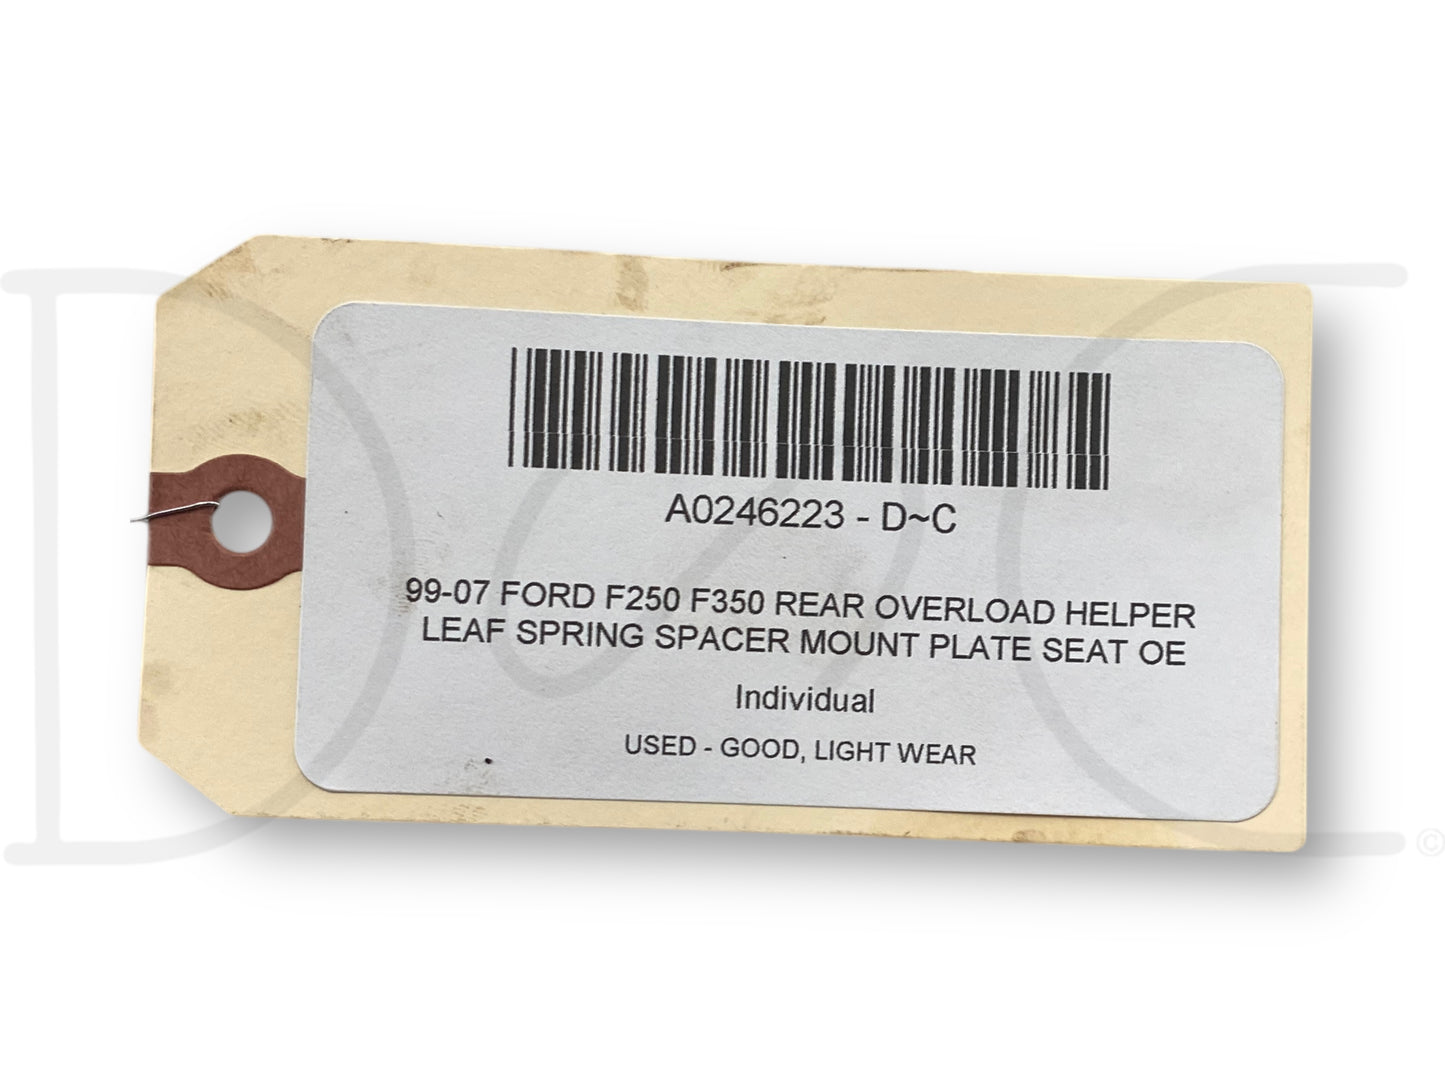 A0246223 - D~C
99-07 FORD F250 F350 REAR OVERLOAD HELPER
LEAF SPRING SPACER MOUNT PLATE SEAT OE
Individual
USED - GOOD, LIGHT WEAR
D C ©